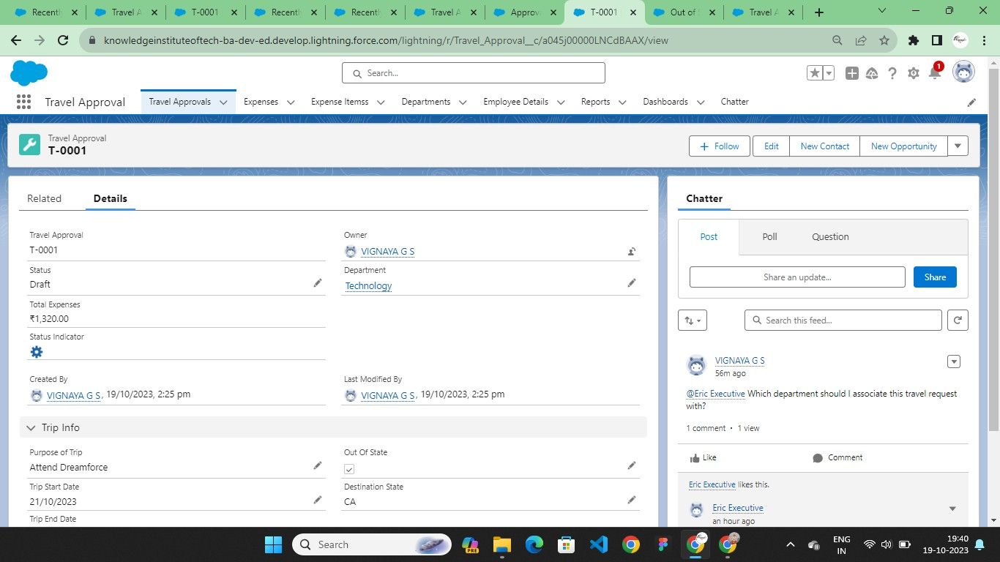 Recentl
Travel A
T-0001
Recentl
Recentl
Travel A
Approva
T-0001
Out of S
Travel A
knowledgeinstituteoftech-ba-dev-ed.develop.lightning.force.com/lightning/r/Travel_Approval__c/a045j00000LNCdBAAX/view
Search...
1
Travel Approval
Travel Approvals
Expenses
Expense Itemss
Departments
Employee Details
Reports
Dashboards
Chatter
Travel Approval
T-0001
Follow
Edit
New Contact
New Opportunity
Related
Details
Travel Approval
T-0001
Owner
VIGNAYA G S
Status
Draft
Department
Technology
Total Expenses
₹1,320.00
Status Indicator
Created By
VIGNAYA G S, 19/10/2023, 2:25 pm
Last Modified By
VIGNAYA G S, 19/10/2023, 2:25 pm
Trip Info
Purpose of Trip
Attend Dreamforce
Out Of State
Trip Start Date
21/10/2023
Destination State
CA
Trip End Date
Chatter
Post
Poll
Question
Share an update...
Share
Search this feed...
VIGNAYA G S
56m ago
@Eric Executive Which department should I associate this travel request
with?
1 comment · 1 view
Like
Comment
Eric Executive likes this.
Eric Executive
an hour ago
Search
PRE
ENG
IN
19:40
19-10-2023